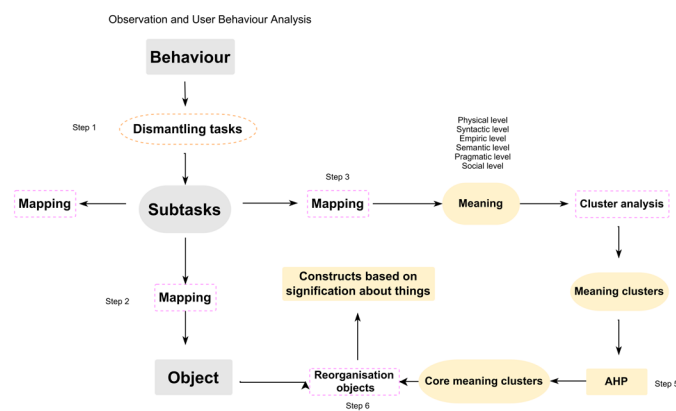 Observation and User Behaviour Analysis
Behaviour
Step 1
Dismantling tasks
Physical level
Syntactic level
Empiric level
Semantic level
Pragmatic level
Social level
Step 3
Mapping
Subtasks
Mapping
Meaning
Cluster analysis
Constructs based on
signification about things
Meaning clusters
Step 2
Mapping
Object
Reorganisation
objects
Core meaning clusters
AHP
Step 5
Step 6